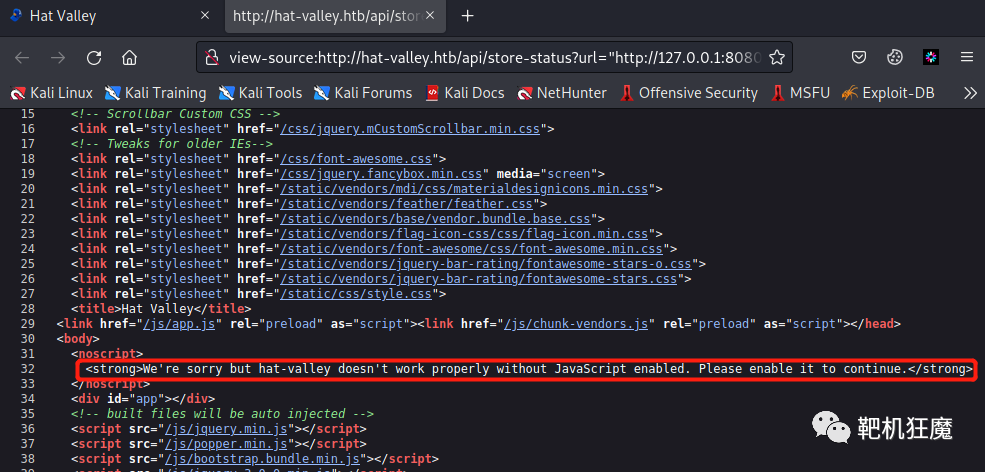 Hat Valley
http://hat-valley.htb/api/stor
view-source:http://hat-valley.htb/api/store-status?url="http://127.0.0.1:8080
Kali Linux Kali Training Kali Tools Kali Forums Kali Docs NetHunter Offensive Security MSFU Exploit-DB
15 <!-- Scrollbar Custom CSS -->
16 <link rel="stylesheet" href="/css/jquery.mCustomScrollbar.min.css">
17 <!-- Tweaks for older IEs-->
18 <link rel="stylesheet" href="/css/font-awesome.css">
19 <link rel="stylesheet" href="/css/jquery.fancybox.min.css" media="screen">
20 <link rel="stylesheet" href="/static/vendors/mdi/css/materialdesignicons.min.css">
21 <link rel="stylesheet" href="/static/vendors/feather/feather.css">
22 <link rel="stylesheet" href="/static/vendors/base/vendor.bundle.base.css">
23 <link rel="stylesheet" href="/static/vendors/flag-icon-css/css/flag-icon.min.css">
24 <link rel="stylesheet" href="/static/vendors/font-awesome/css/font-awesome.min.css">
25 <link rel="stylesheet" href="/static/vendors/jquery-bar-rating/fontawesome-stars-o.css">
26 <link rel="stylesheet" href="/static/vendors/jquery-bar-rating/fontawesome-stars.css">
27 <link rel="stylesheet" href="/static/css/style.css">
28 <title>Hat Valley</title>
29 <link href="/js/app.js" rel="preload" as="script"><link href="/js/chunk-vendors.js" rel="preload" as="script"></head>
30 <body>
31 <noscript>
32 <strong>We're sorry but hat-valley doesn't work properly without JavaScript enabled. Please enable it to continue.</strong>
33 </noscript>
34 <div id="app"></div>
35 <!-- built files will be auto injected -->
36 <script src="/js/jquery.min.js"></script>
37 <script src="/js/popper.min.js"></script>
38 <script src="/js/bootstrap.bundle.min.js"></script>
靶机狂魔